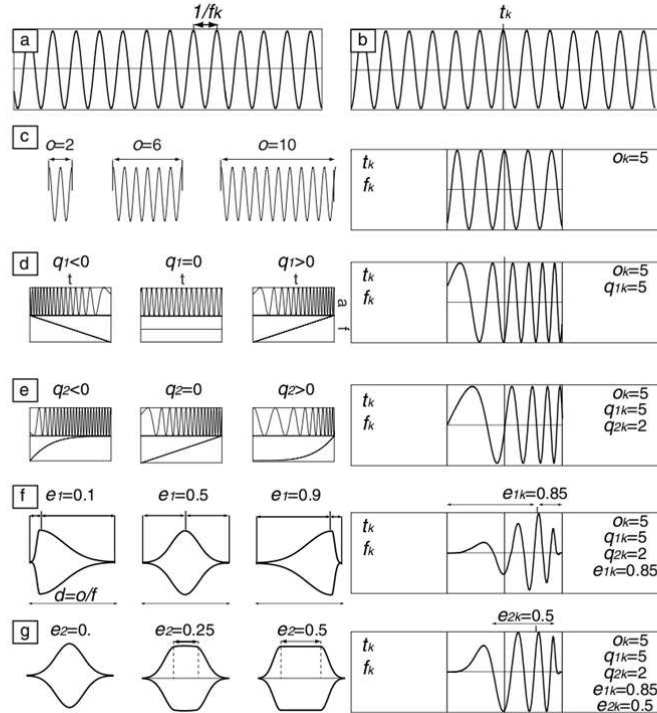 1/fk
tk
a
b
c
o=2
o=6
o=10
tk
fk
ok=5
d
q1<0
q1=0
q1>0
t
t
t
a
f
tk
fk
ok=5
q1k=5
e
q2<0
q2=0
q2>0
tk
fk
ok=5
q1k=5
q2k=2
f
e1=0.1
e1=0.5
e1=0.9
d=o/f
e1k=0.85
tk
fk
ok=5
q1k=5
q2k=2
e1k=0.85
g
e2=0.
e2=0.25
e2=0.5
e2k=0.5
tk
fk
ok=5
q1k=5
q2k=2
e1k=0.85
e2k=0.5